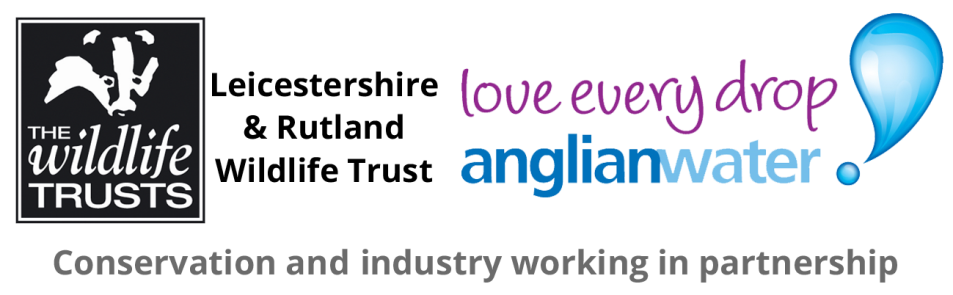 THE
wildlife
TRUSTS
Leicestershire
& Rutland
Wildlife Trust
love every drop
anglianwater
Conservation and industry working in partnership